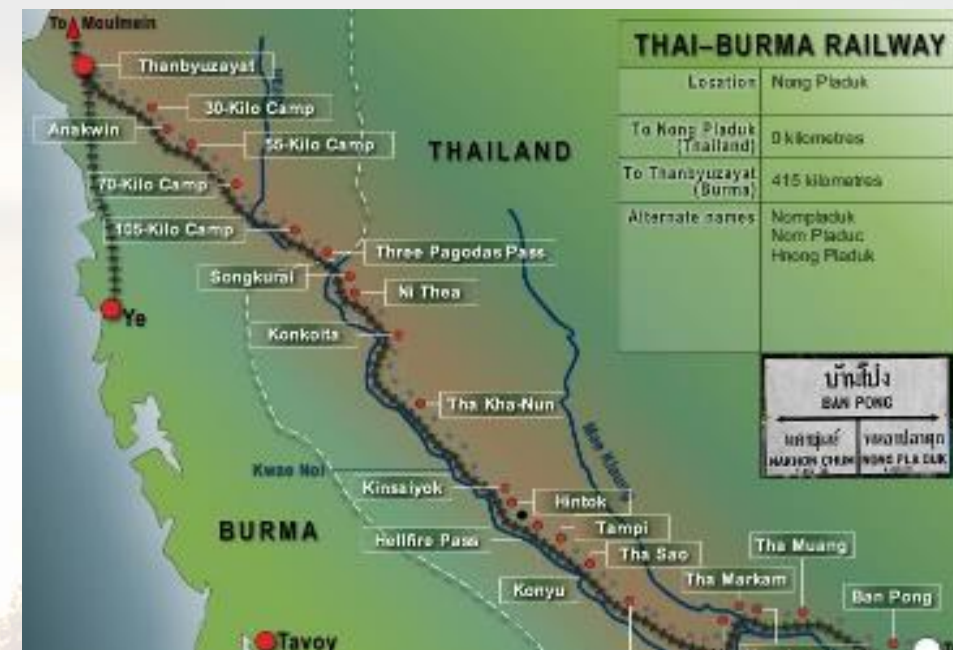 To Moulmein
Thanbyuzayat
30-Kilo Camp
Anakwin
55-Kilo Camp
70-Kilo Camp
105-Kilo Camp
Three Pagodas Pass
Songkurai
Ni Thea
Ye
Konkoita
Tha Kha-Nun
THAILAND
Kwae Noi
Kinsaiyok
Hintok
Tampi
Hellfire Pass
Tha Sao
Konyu
BURMA
Tha Muang
Tha Markam
Ban Pong
Tavoy
THAI–BURMA RAILWAY
Location Nong Pladuk
To Nong Pladuk 0 kilometres
(Thailand)
To Thanbyuzayat 415 kilometres
(Burma)
Alternate names Nompladuk
Nom Pladuc
Hnong Pladuk
บ้านโป่ง
BAN PONG
NAKHON CHUM NONG PLA DUK